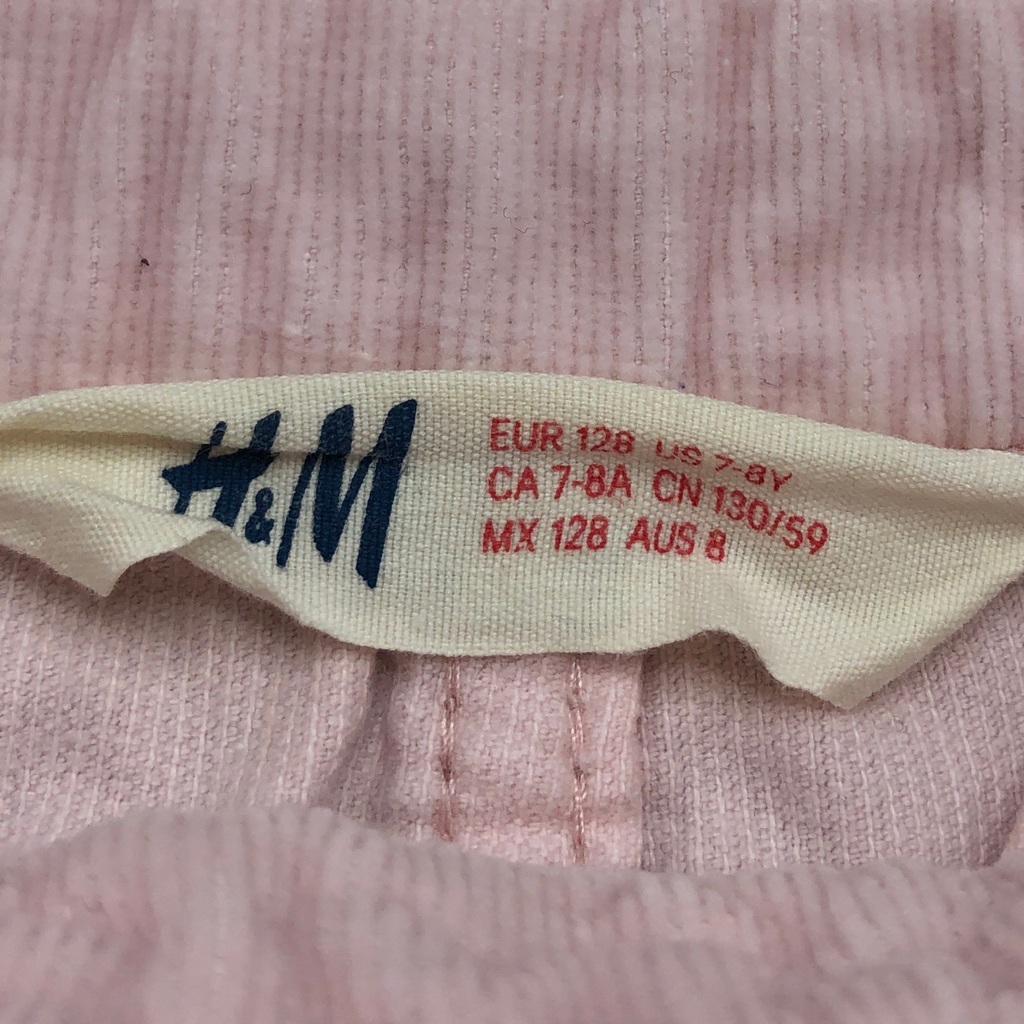 H&M
EUR 128 US 7-8Y
CA 7-8A CN 130/59
MX 128 AUS 8